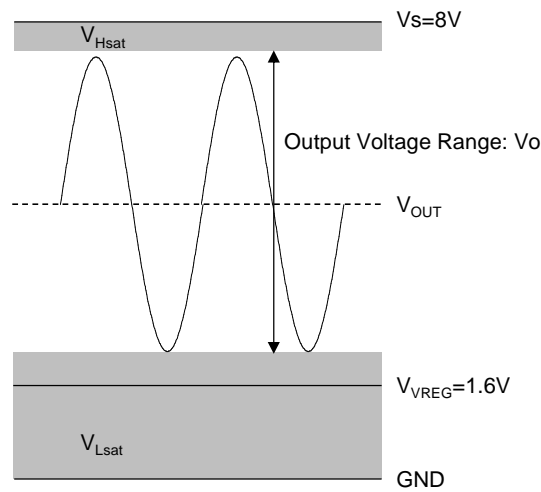 Vs=8V
VHsat
Output Voltage Range: Vo
VOUT
VVREG=1.6V
VLsat
GND